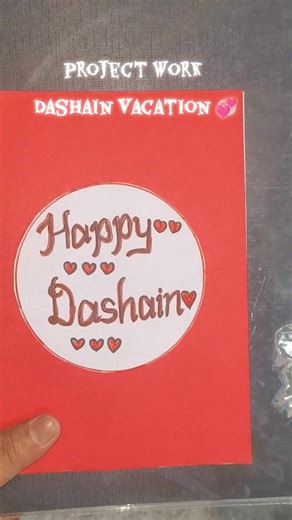 PROJECT WORK
DASHAIN VACATION 💞
Happy
Dashain